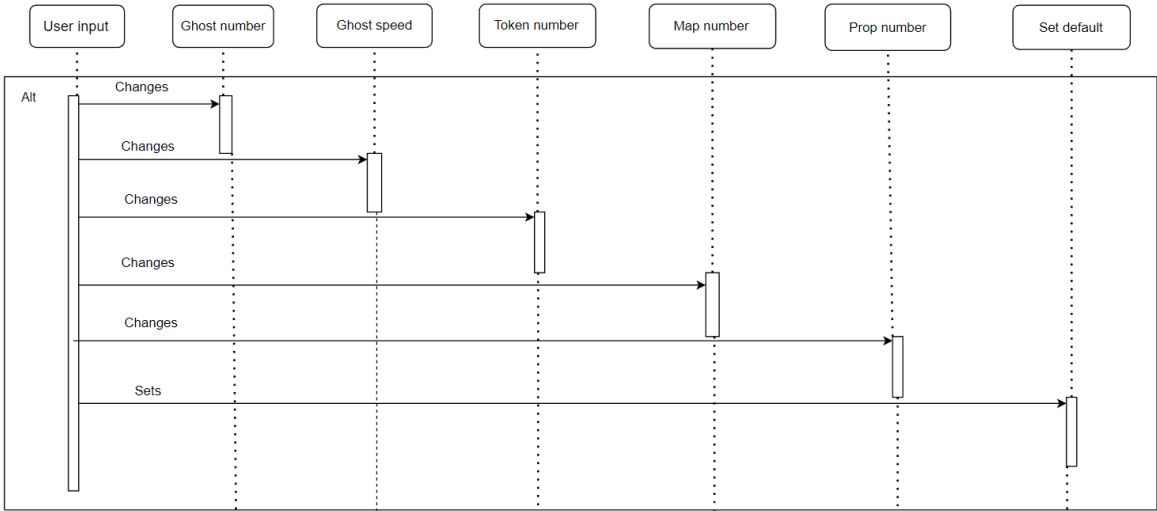 User input
Ghost number
Ghost speed
Token number
Map number
Prop number
Set default
Alt
Changes
Changes
Changes
Changes
Changes
Sets